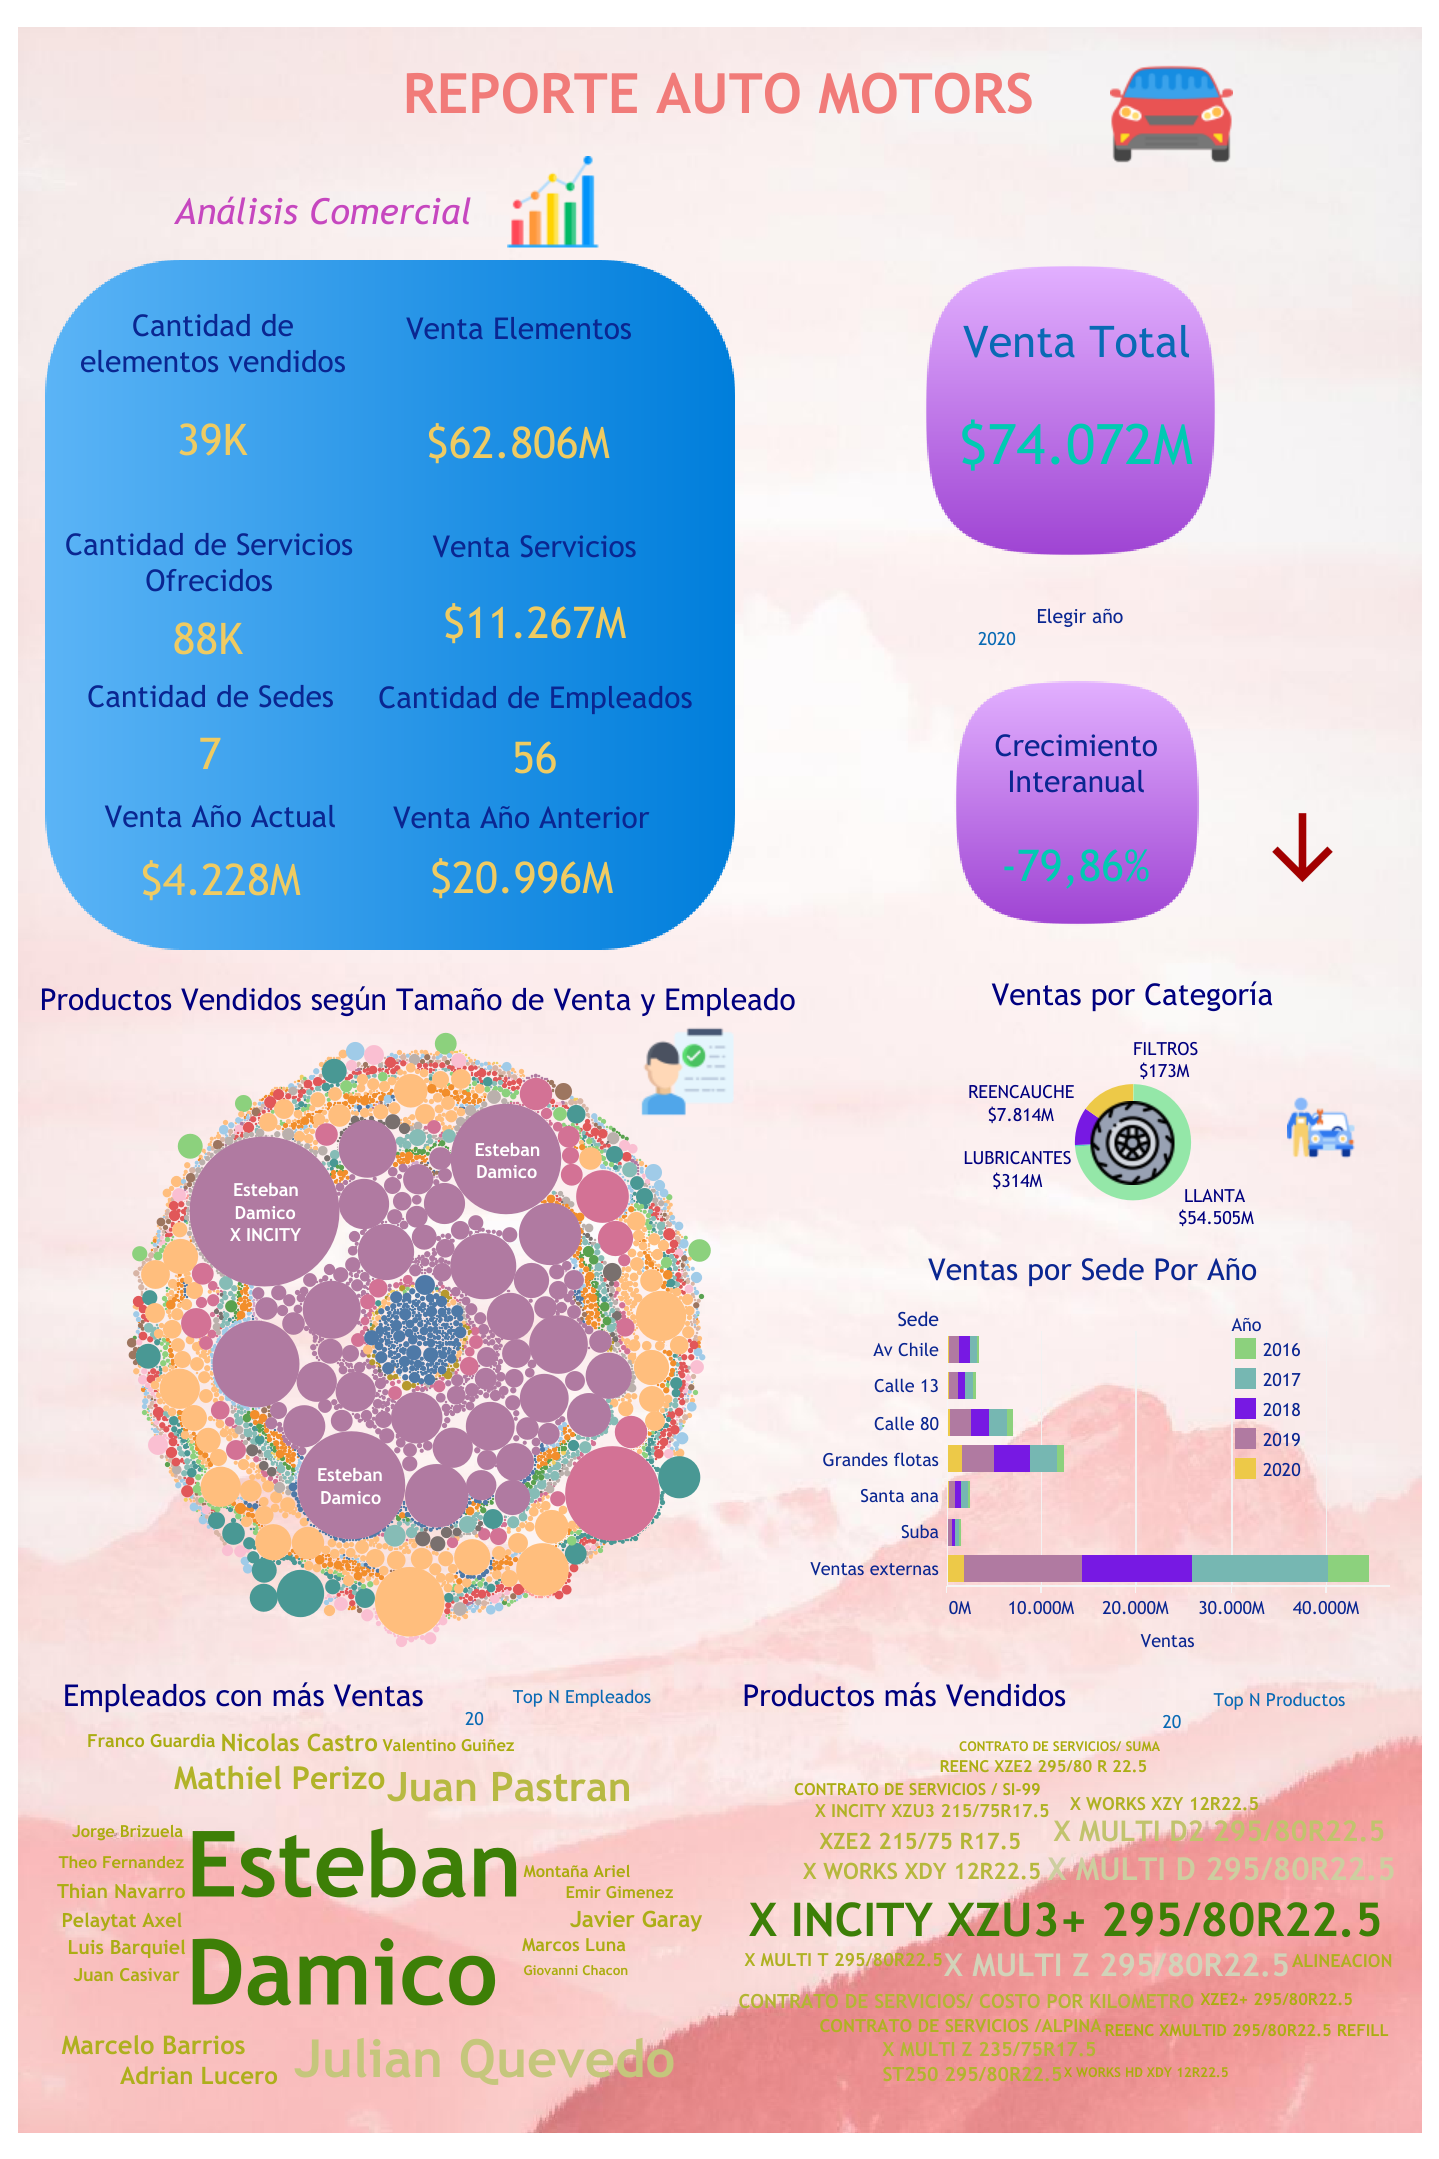 REPORTE AUTO MOTORS
Análisis Comercial
Cantidad de
elementos vendidos
39K
Venta Elementos
$62.806M
Cantidad de Servicios
Ofrecidos
88K
Venta Servicios
$11.267M
Cantidad de Sedes
7
Cantidad de Empleados
56
Venta Año Actual
$4.228M
Venta Año Anterior
$20.996M
Venta Total
$74.072M
Elegir año
2020
Crecimiento
Interanual
-79,86%
Productos Vendidos según Tamaño de Venta y Empleado
Esteban
Damico
Esteban
Damico
X INCITY
Esteban
Damico
Ventas por Categoría
FILTROS
$173M
REENCAUCHE
$7.814M
LUBRICANTES
$314M
LLANTA
$54.505M
Ventas por Sede Por Año
Sede
Av Chile
Calle 13
Calle 80
Grandes flotas
Santa ana
Suba
Ventas externas
0M 10.000M 20.000M 30.000M 40.000M
Ventas
Año
2016
2017
2018
2019
2020
Empleados con más Ventas
Top N Empleados
20
Franco Guardia Nicolas Castro Valentino Guiñez
Mathiel Perizo Juan Pastran
Jorge Brizuela
Theo Fernandez
Thian Navarro
Pelaytat Axel
Luis Barquiel
Juan Casivar
Esteban
Damico
Montaña Ariel
Emir Gimenez
Javier Garay
Marcos Luna
Giovanni Chacon
Marcelo Barrios
Adrian Lucero
Julian Quevedo
Productos más Vendidos
Top N Productos
20
CONTRATO DE SERVICIOS/ SUMA
REENC XZE2 295/80 R 22.5
CONTRATO DE SERVICIOS / SI-99
X INCITY XZU3 215/75R17.5 X WORKS XZY 12R22.5
XZE2 215/75 R17.5 X MULTI D2 295/80R22.5
X WORKS XDY 12R22.5 X MULTI D 295/80R22.5
X INCITY XZU3+ 295/80R22.5
X MULTI T 295/80R22.5 X MULTI Z 295/80R22.5 ALINEACION
CONTRATO DE SERVICIOS/ COSTO POR KILOMETRO XZE2+ 295/80R22.5
CONTRATO DE SERVICIOS /ALPINA REENC XMULTID 295/80R22.5 REFILL
X MULTI Z 235/75R17.5
ST250 295/80R22.5 X WORKS HD XDY 12R22.5